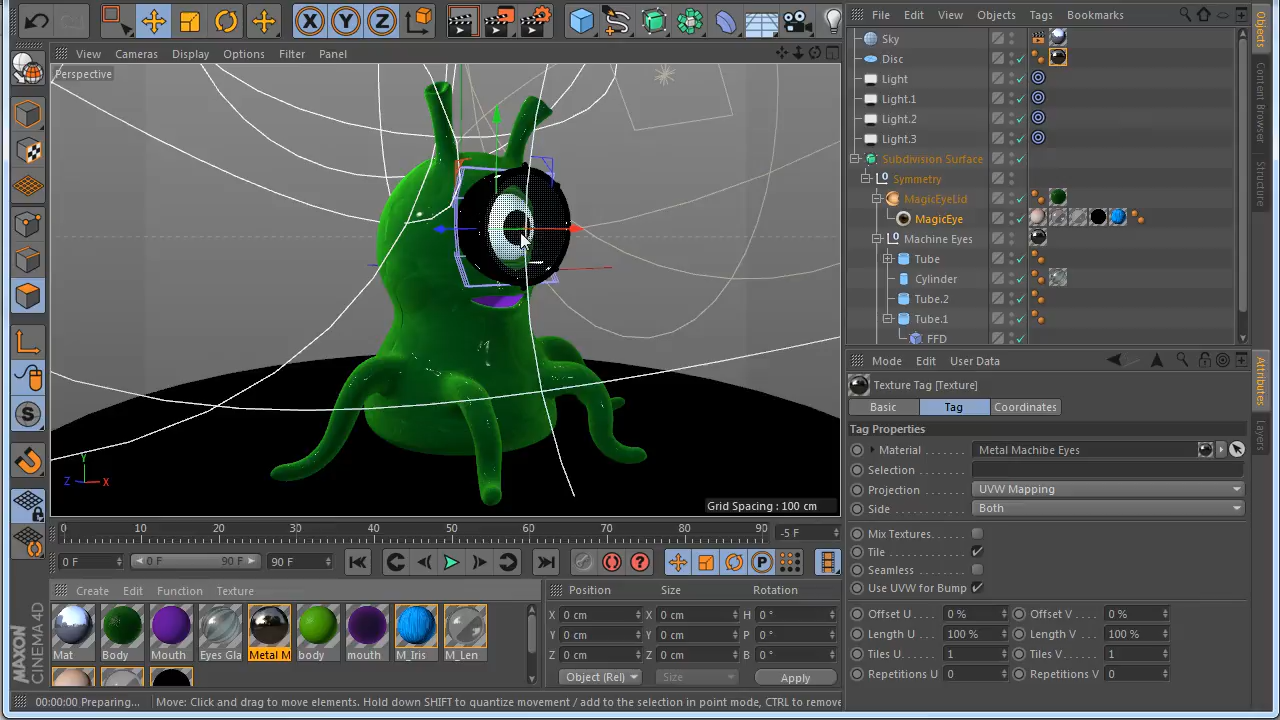 X Y Z
File Edit View Objects Tags Bookmarks
View Cameras Display Options Filter Panel
Perspective
Sky
Disc
Light
Light.1
Light.2
Light.3
Subdivision Surface
Symmetry
MagicEyeLid
MagicEye
Machine Eyes
Tube
Cylinder
Tube.2
Tube.1
FFD
Objects
Content Browser
Structure
Mode Edit User Data
Texture Tag [Texture]
Basic Tag Coordinates
Tag Properties
Material Metal Machibe Eyes
Selection
Projection UVW Mapping
Side Both
Mix Textures
Tile
Seamless
Use UVW for Bump
Offset U 0 % Offset V 0 %
Length U 100 % Length V 100 %
Tiles U 1 Tiles V 1
Repetitions U 0 Repetitions V 0
Attributes
Layers
Y
Z X
Grid Spacing : 100 cm
0 10 20 30 40 50 60 70 80 90 -5 F
0 F 0 F 90 F 90 F
Create Edit Function Texture
Mat Body Mouth Eyes Gla Metal M body mouth M_Iris M_Len
Position Size Rotation
X 0 cm X 0 cm H 0 °
Y 0 cm Y 0 cm P 0 °
Z 0 cm Z 0 cm B 0 °
Object (Rel) Size Apply
MAXON
CINEMA 4D
00:00:00 Preparing... Move: Click and drag to move elements. Hold down SHIFT to quantize movement / add to the selection in point mode, CTRL to remove